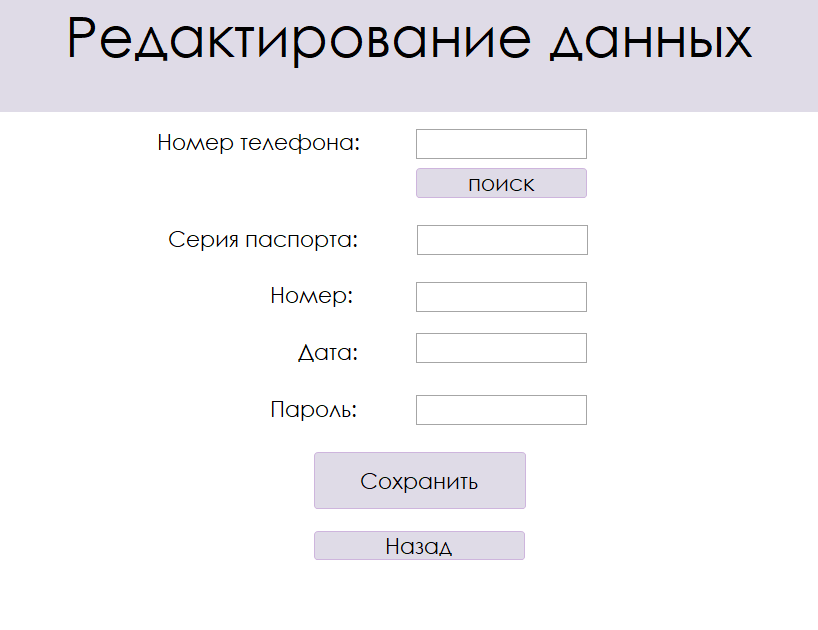 Редактирование данных
Номер телефона:
поиск
Серия паспорта:
Номер:
Дата:
Пароль:
Сохранить
Назад